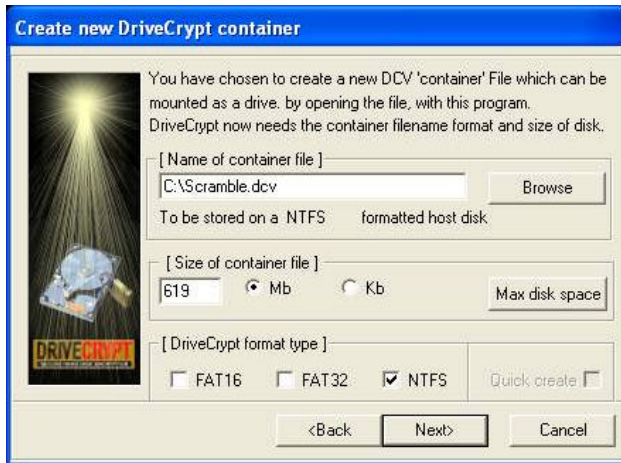 Create new DriveCrypt container
You have chosen to create a new DCV 'container' File which can be
mounted as a drive. by opening the file, with this program.
DriveCrypt now needs the container filename format and size of disk.
[ Name of container file ]
C:\Scramble.dcv
Browse
To be stored on a NTFS formatted host disk
[ Size of container file ]
619 Mb Kb
Max disk space
DRIVECRYPT
[ DriveCrypt format type ]
FAT16 FAT32 NTFS Quick create
<Back Next> Cancel